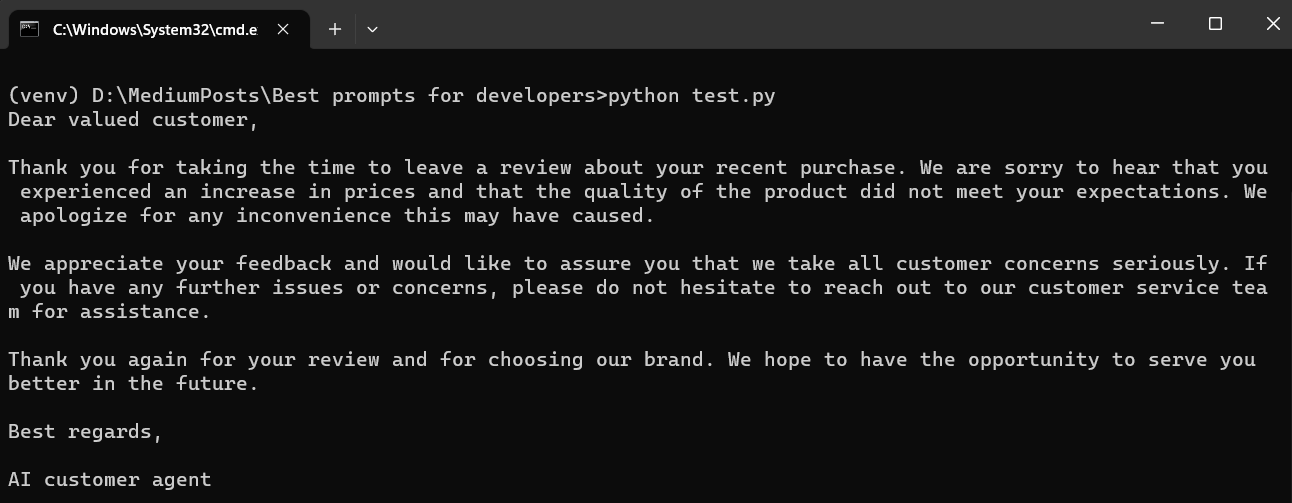 C:\Windows\System32\cmd.e
(venv) D:\MediumPosts\Best prompts for developers>python test.py
Dear valued customer,
Thank you for taking the time to leave a review about your recent purchase. We are sorry to hear that you
experienced an increase in prices and that the quality of the product did not meet your expectations. We
apologize for any inconvenience this may have caused.
We appreciate your feedback and would like to assure you that we take all customer concerns seriously. If
you have any further issues or concerns, please do not hesitate to reach out to our customer service tea
m for assistance.
Thank you again for your review and for choosing our brand. We hope to have the opportunity to serve you
better in the future.
Best regards,
AI customer agent